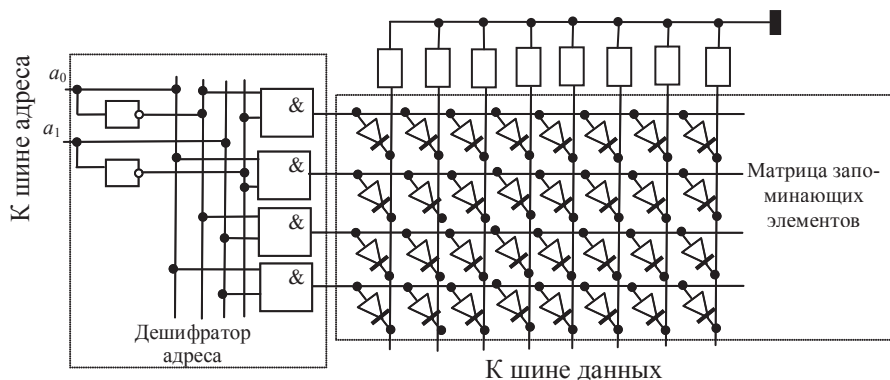 К шине адреса
a0
a1
&
&
&
&
Дешифратор
адреса
Матрица запо-
минающих
элементов
К шине данных